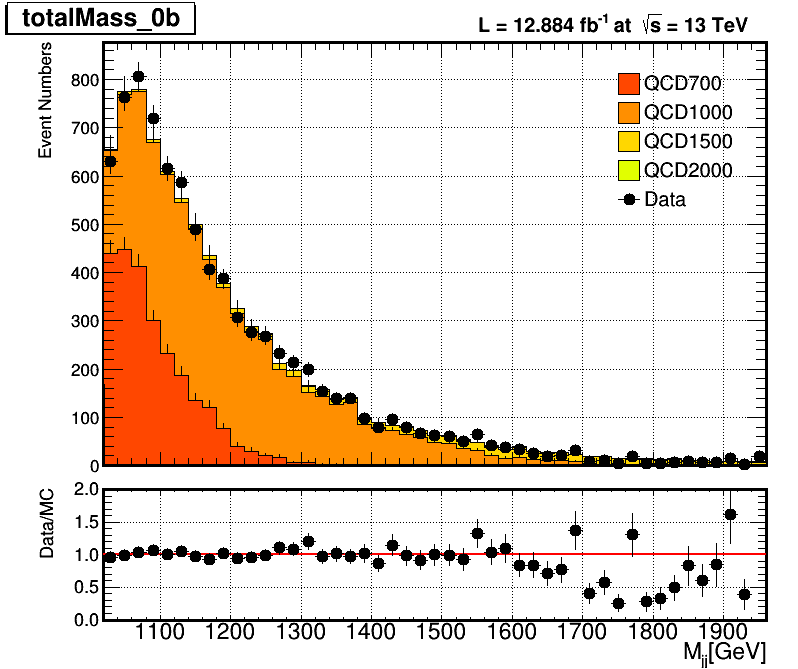 totalMass_0b
L = 12.884 fb-1 at √s = 13 TeV
Event Numbers
800
700
600
500
400
300
200
100
0
QCD700
QCD1000
QCD1500
QCD2000
Data
Data/MC
2.0
1.5
1.0
0.5
0.0
1100 1200 1300 1400 1500 1600 1700 1800 1900
Mjj[GeV]